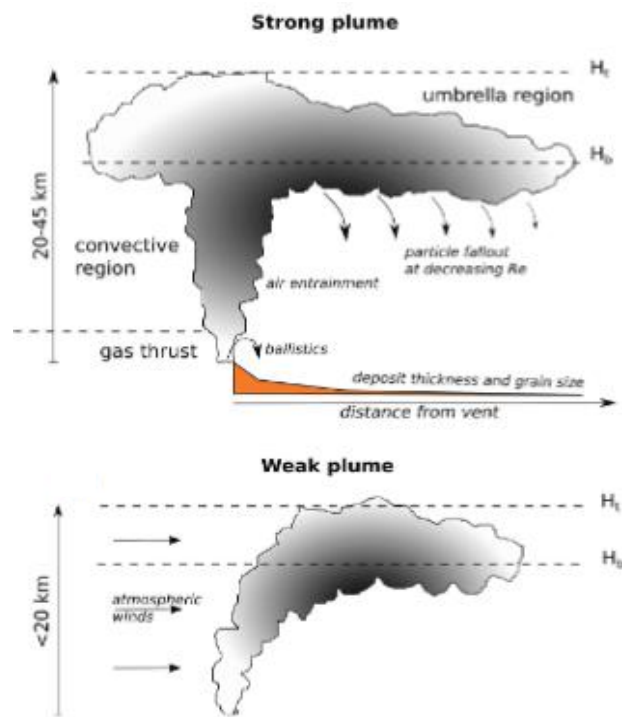 Strong plume
Ht
umbrella region
Hb
20-45 km
convective
region
particle fallout
at decreasing Re
air entrainment
gas thrust
ballistics
deposit thickness and grain size
distance from vent
Weak plume
Ht
Hb
<20 km
atmospheric
winds